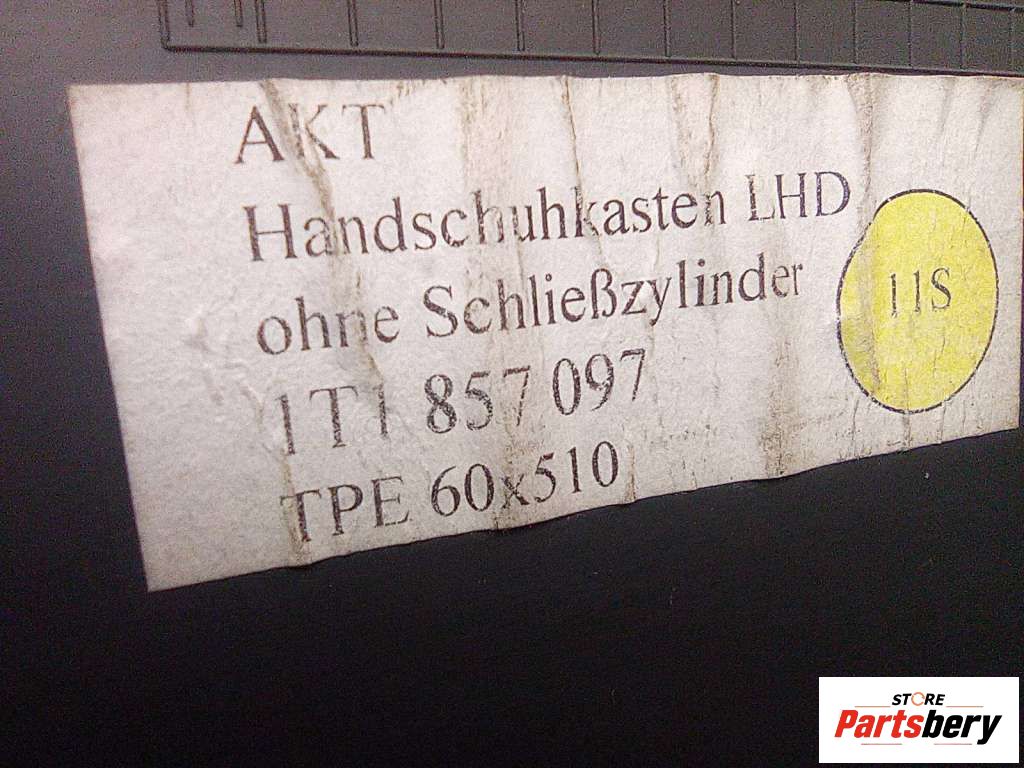 AKT
Handschuhkasten LHD
ohne Schließzylinder
11S
1T1 857 097
TPE 60x510
STORE
Partsbery